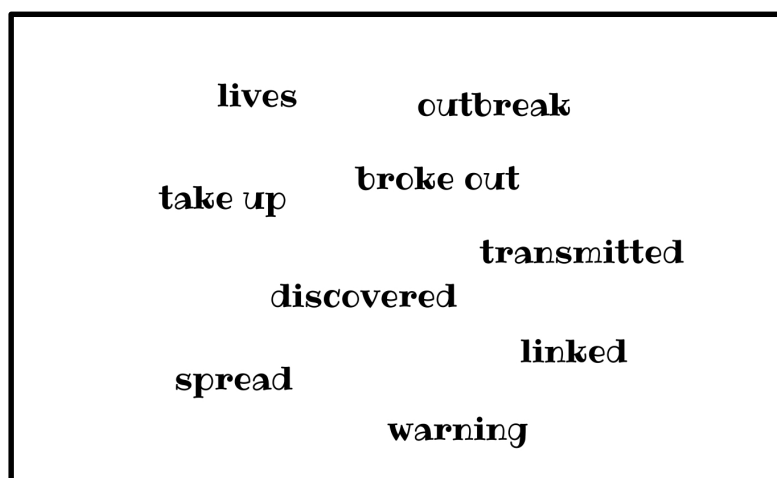 lives
outbreak
broke out
take up
transmitted
discovered
linked
spread
warning